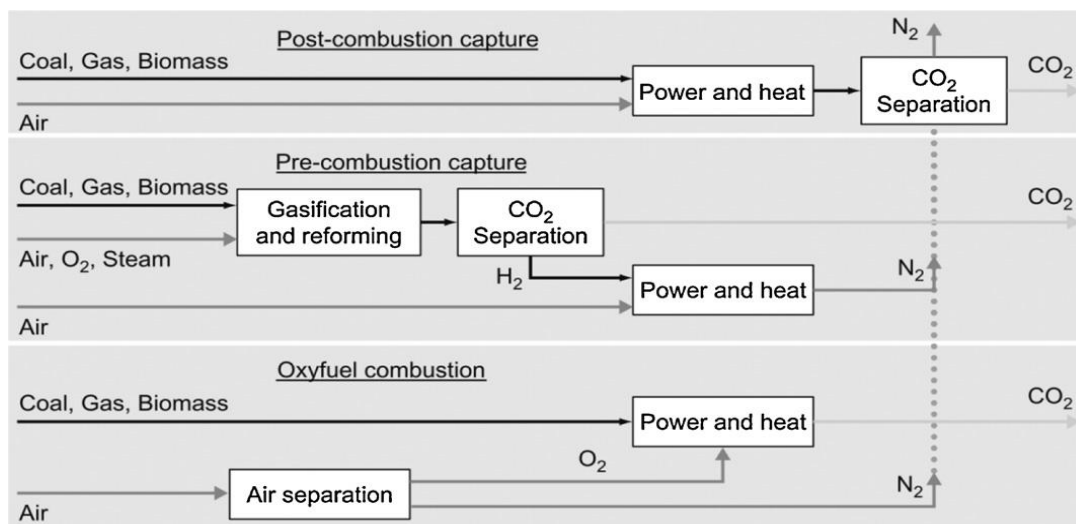 Post-combustion capture
N₂
Coal, Gas, Biomass
CO₂
Power and heat
CO₂
Separation
Air
Pre-combustion capture
Coal, Gas, Biomass
Gasification
and reforming
CO₂
Separation
CO₂
Air, O₂, Steam
H₂
Power and heat
N₂
Air
Oxyfuel combustion
Coal, Gas, Biomass
Power and heat
CO₂
O₂
Air separation
N₂
Air